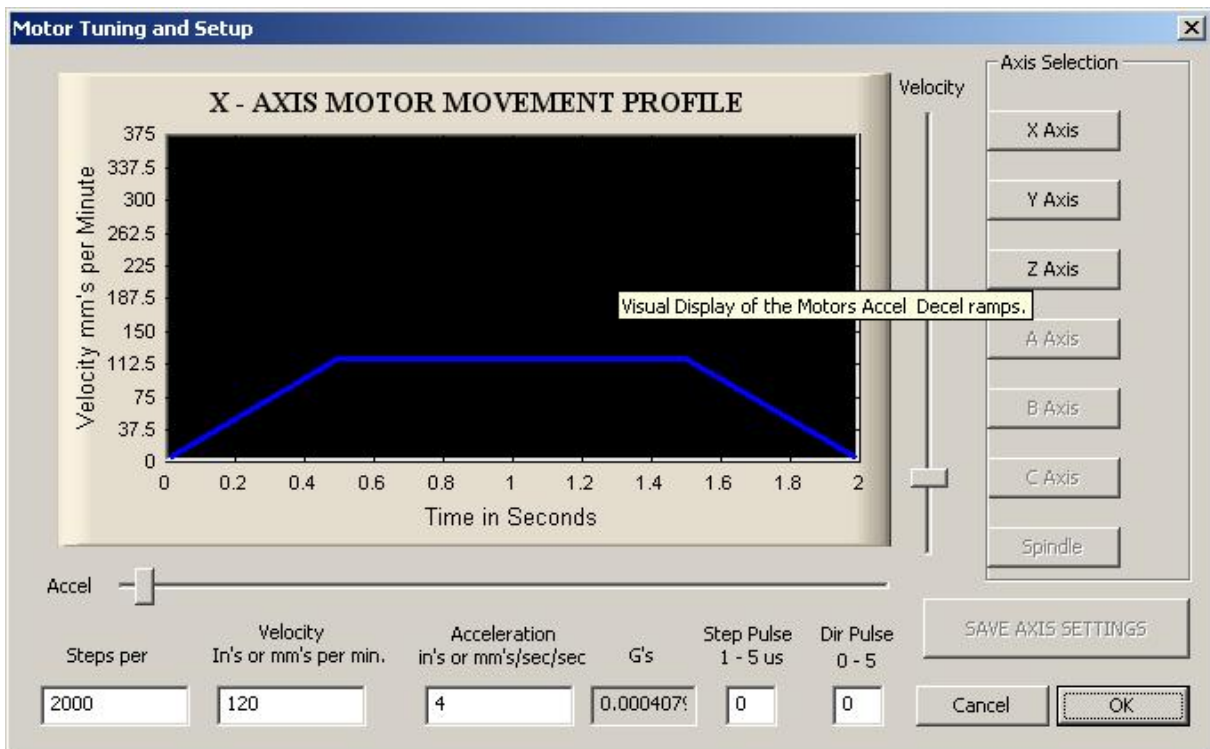 Motor Tuning and Setup
X - AXIS MOTOR MOVEMENT PROFILE
Velocity mm's per Minute
375
337.5
300
262.5
225
187.5
150
112.5
75
37.5
0
0 0.2 0.4 0.6 0.8 1 1.2 1.4 1.6 1.8 2
Time in Seconds
Visual Display of the Motors Accel Decel ramps.
Velocity
Axis Selection
X Axis
Y Axis
Z Axis
A Axis
B Axis
C Axis
Spindle
Accel
Steps per
2000
Velocity
In's or mm's per min.
120
Acceleration
in's or mm's/sec/sec
4
G's
0.000407
Step Pulse
1 - 5 us
0
Dir Pulse
0 - 5
0
SAVE AXIS SETTINGS
Cancel
OK